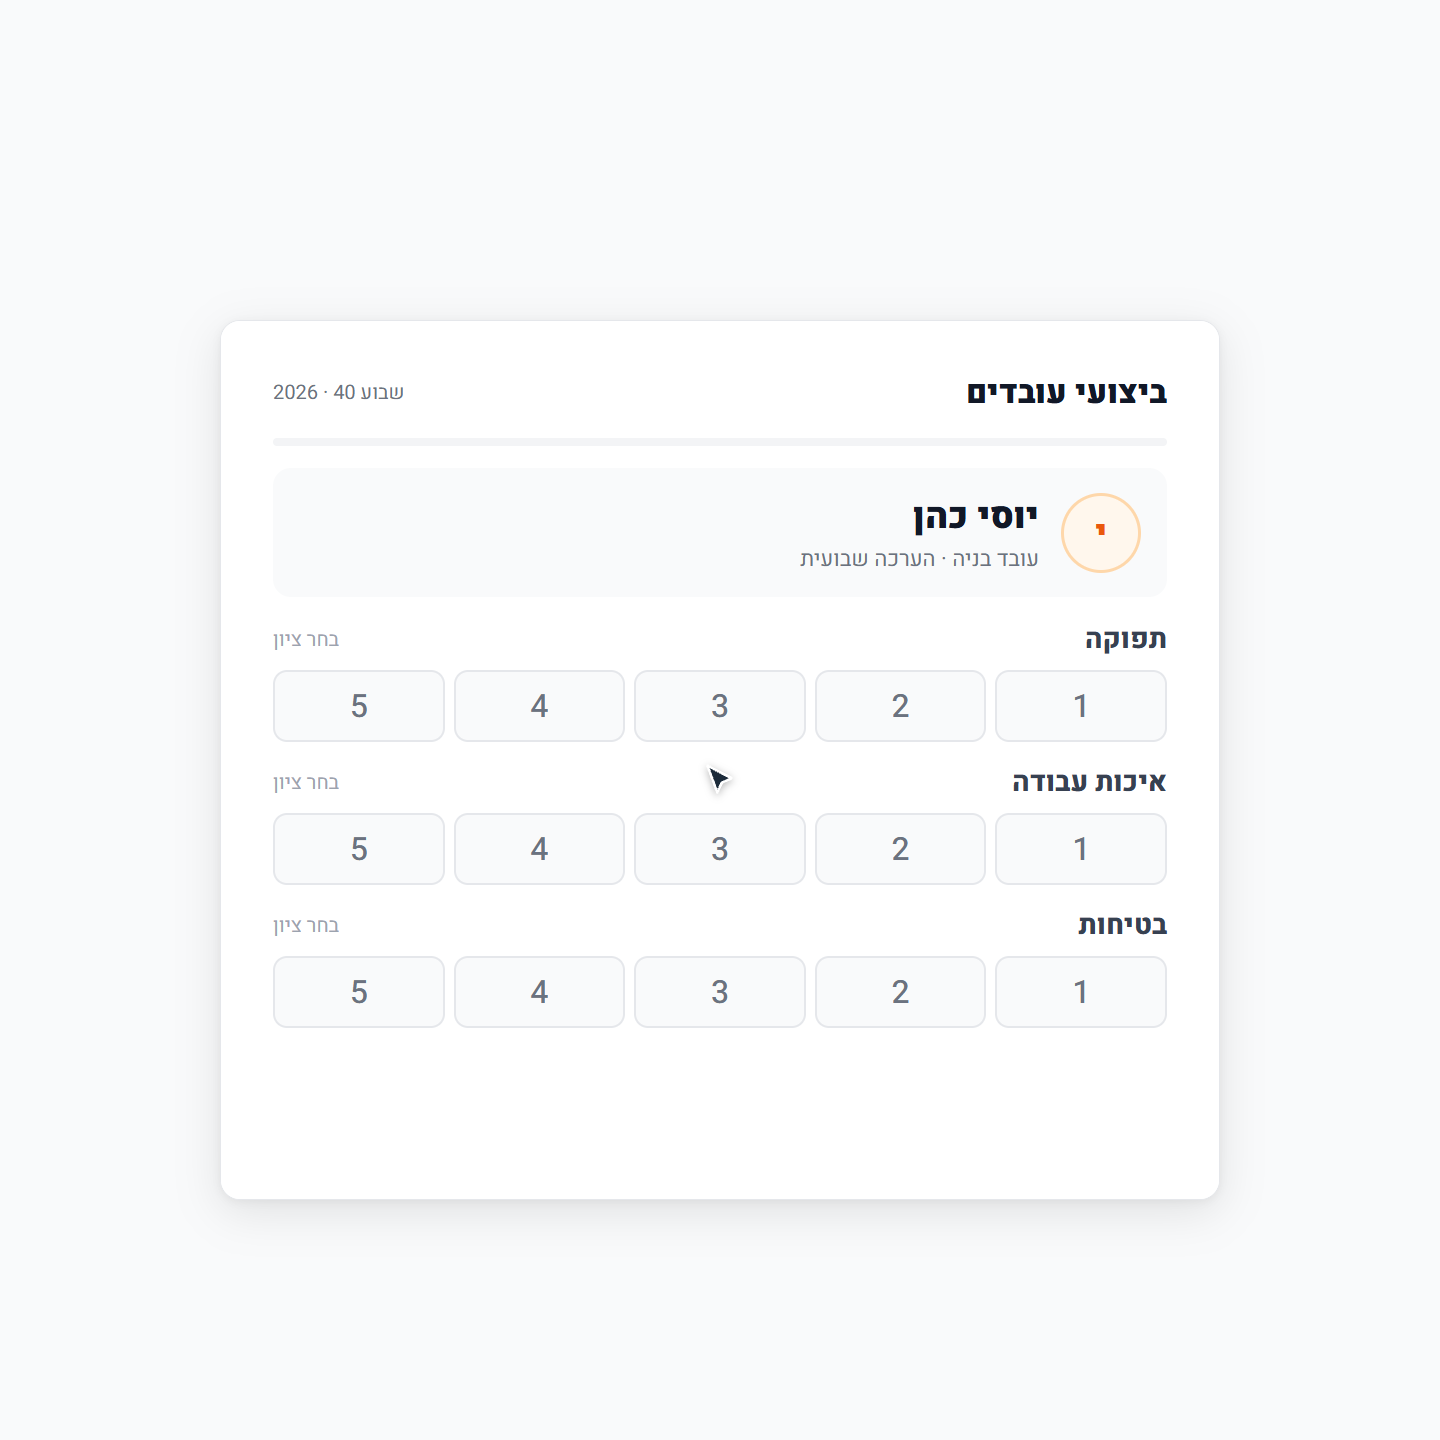 ביצועי עובדים
שבוע 40 · 2026
י
יוסי כהן
עובד בניה · הערכה שבועית
תפוקה
בחר ציון
1 2 3 4 5
איכות עבודה
בחר ציון
1 2 3 4 5
בטיחות
בחר ציון
1 2 3 4 5